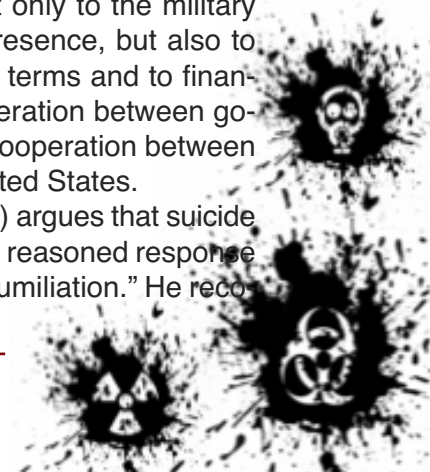 only to the military
resence, but also to
terms and to finan-
eration between go-
ooperation between
ted States.
) argues that suicide
reasoned response
umiliation.” He reco-